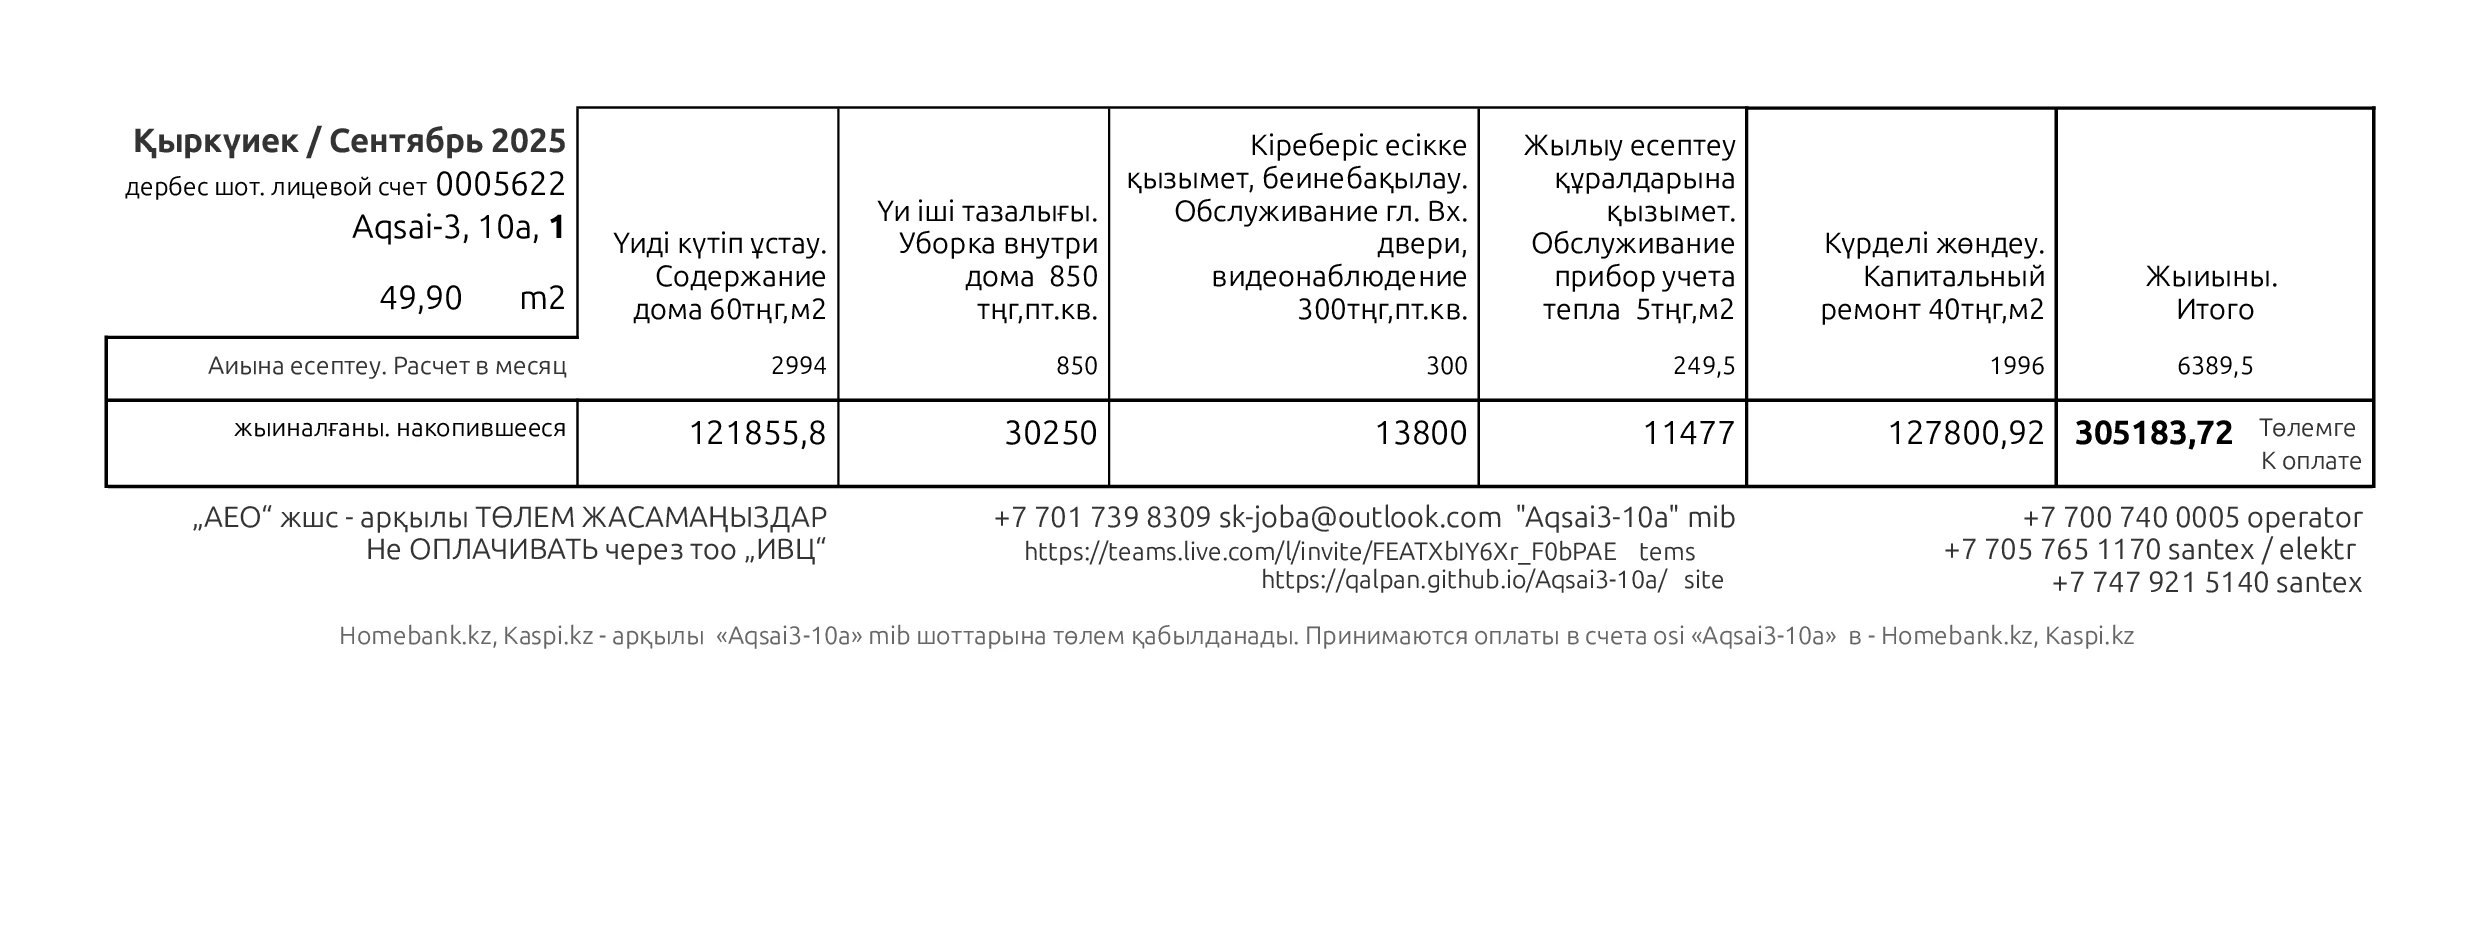 Қыркүиек / Сентябрь 2025
дербес шот. лицевой счет 0005622
Aqsai-3, 10а, 1
49,90 m2
Үиді күтіп ұстау.
Содержание
дома 60тңг,м2
Үи іші тазалығы.
Уборка внутри
дома 850
тңг,пт.кв.
Кіреберіс есікке
қызымет, беинебақылау.
Обслуживание гл. Вх.
двери,
видеонаблюдение
300тңг,пт.кв.
Жылыу есептеу
құралдарына
қызымет.
Обслуживание
прибор учета
тепла 5тңг,м2
Күрделі жөндеу.
Капитальный
ремонт 40тңг,м2
Жыиыны.
Итого
Аиына есептеу. Расчет в месяц 2994 850 300 249,5 1996 6389,5
жыиналғаны. накопившееся 121855,8 30250 13800 11477 127800,92 305183,72 Төлемге
К оплате
„АЕО“ жшс - арқылы ТӨЛЕМ ЖАСАМАҢЫЗДАР
Не ОПЛАЧИВАТЬ через тоо „ИВЦ“
+7 701 739 8309 sk-joba@outlook.com "Aqsai3-10a" mib
https://teams.live.com/l/invite/FEATXbIY6Xr_F0bPAE tems
https://qalpan.github.io/Aqsai3-10a/ site
+7 700 740 0005 operator
+7 705 765 1170 santex / elektr
+7 747 921 5140 santex
Homebank.kz, Kaspi.kz - арқылы «Aqsai3-10a» mib шоттарына төлем қабылданады. Принимаются оплаты в счета osi «Aqsai3-10a» в - Homebank.kz, Kaspi.kz